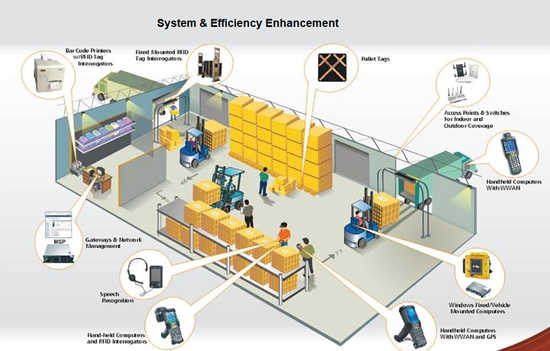 System & Efficiency Enhancement
Bar Code Printers
w/RFID Tag
Interrogators
Fixed Mounted RFID
Tag Interrogators
Pallet Tags
Access Points & Switches
For Indoor and
Outdoor Coverage
Handheld Computers
With WWAN
MSP
Gateways & Network
Management
Speech
Recognitions
Windows Fixed/Vehicle
Mounted Computers
Hand-held Computers
and RFID Interrogators
Handheld Computers
With WWAN and GPS